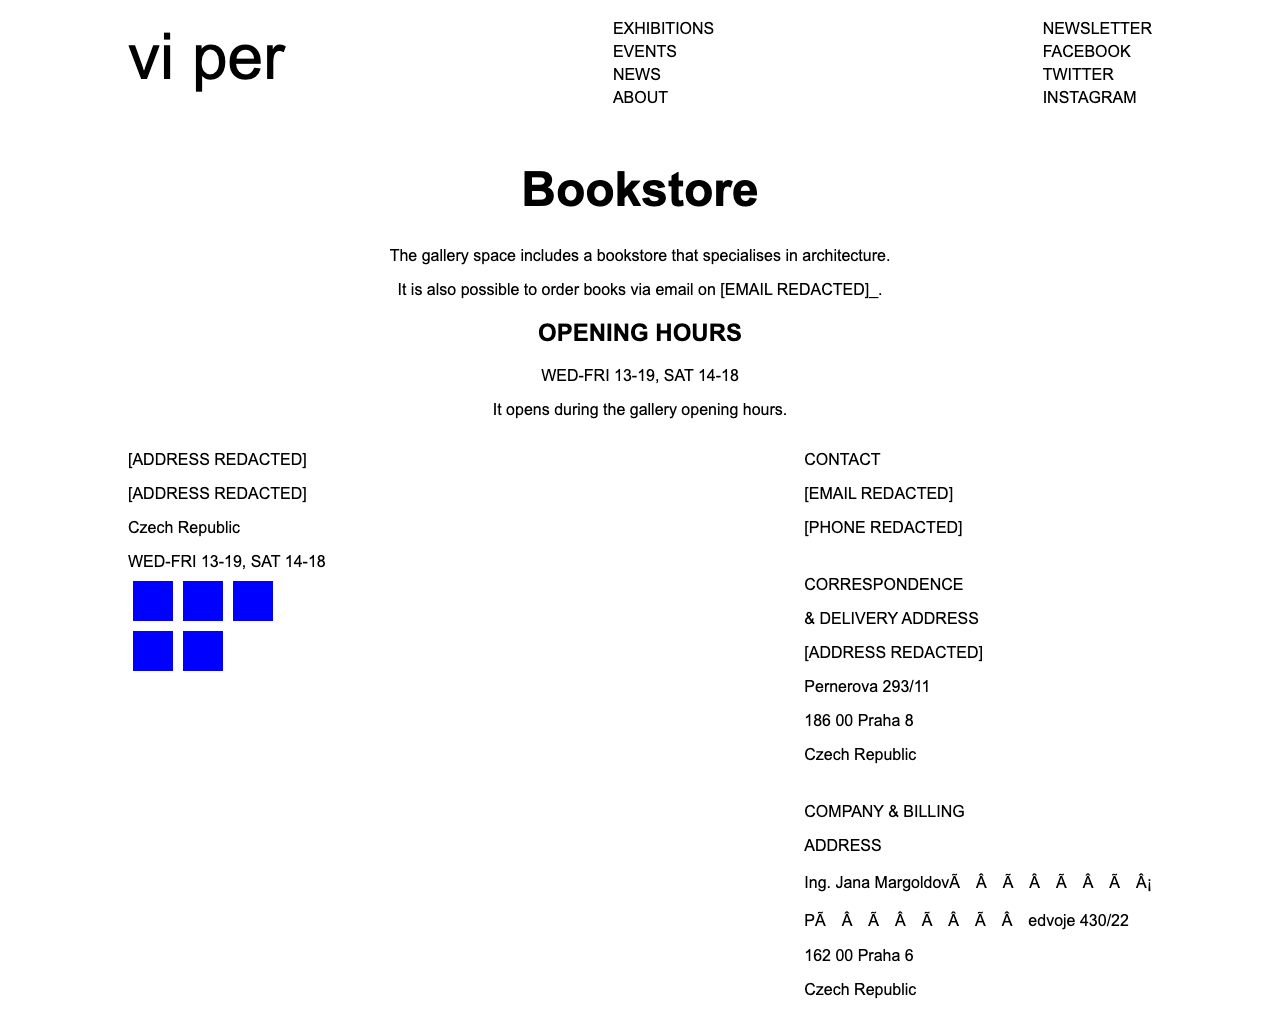 vi per
EXHIBITIONS
EVENTS
NEWS
ABOUT
NEWSLETTER
FACEBOOK
TWITTER
INSTAGRAM
Bookstore
The gallery space includes a bookstore that specialises in architecture.
It is also possible to order books via email on [EMAIL REDACTED]_.
OPENING HOURS
WED-FRI 13-19, SAT 14-18
It opens during the gallery opening hours.
[ADDRESS REDACTED]
[ADDRESS REDACTED]
Czech Republic
WED-FRI 13-19, SAT 14-18
CONTACT
[EMAIL REDACTED]
[PHONE REDACTED]
CORRESPONDENCE
& DELIVERY ADDRESS
[ADDRESS REDACTED]
Pernerova 293/11
186 00 Praha 8
Czech Republic
COMPANY & BILLING
ADDRESS
Ing. Jana MargoldovÃ Â Ã Â Ã Â Ã Â¡
PÃ Â Ã Â Ã Â Ã Â edvoje 430/22
162 00 Praha 6
Czech Republic